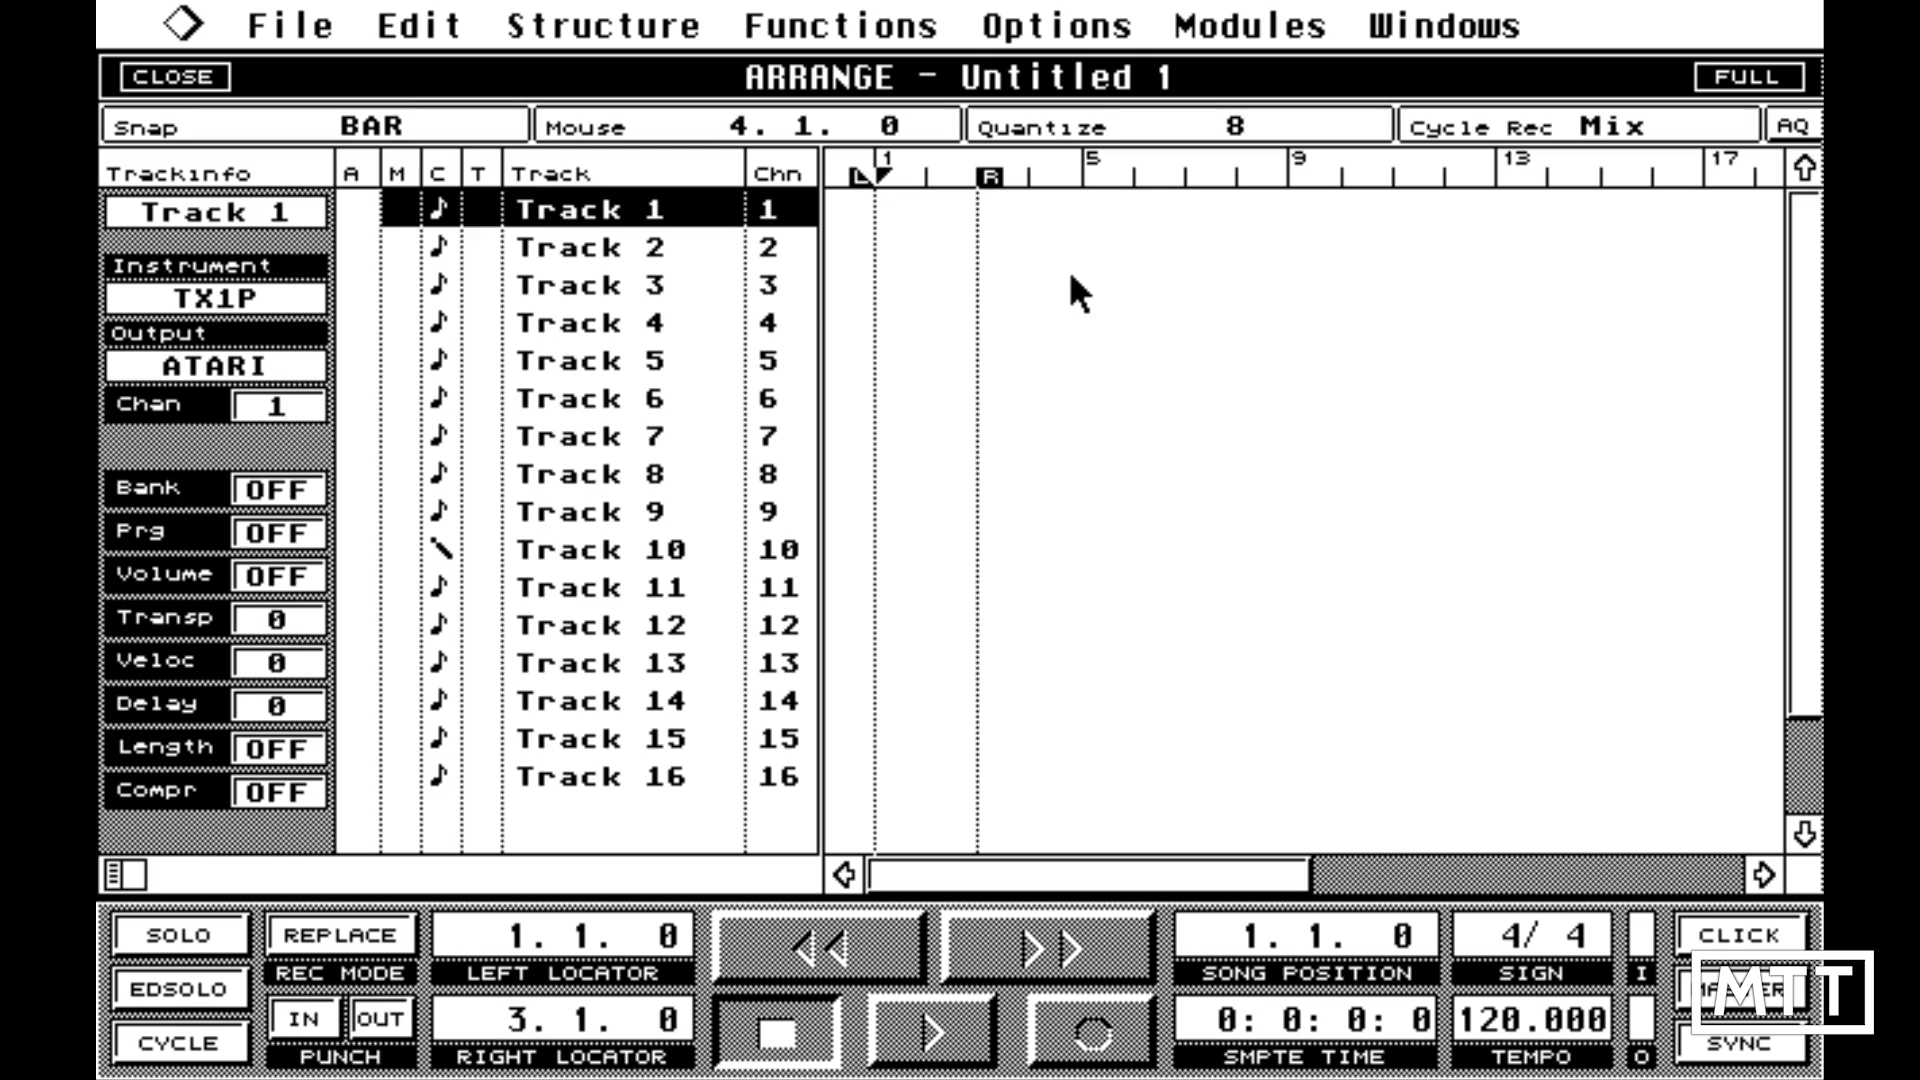 File Edit Structure Functions Options Modules Windows
CLOSE ARRANGE - Untitled 1 FULL
Snap BAR Mouse 4. 1. 0 Quantize 8 Cycle Rec Mix AQ
Trackinfo A M C T Track Chn L 1 R 5 9 13 17
Track 1 Track 1 1
Track 2 2
Instrument
TX1P Track 3 3
Output Track 4 4
ATARI Track 5 5
Chan 1 Track 6 6
Track 7 7
Bank OFF Track 8 8
Prg OFF Track 9 9
Volume OFF Track 10 10
Transp 0 Track 11 11
Track 12 12
Veloc 0 Track 13 13
Delay 0 Track 14 14
Length OFF Track 15 15
Compr OFF Track 16 16
SOLO REPLACE 1. 1. 0 1. 1. 0 4/ 4 CLICK
REC MODE LEFT LOCATOR SONG POSITION SIGN I
EDSOLO MTT
IN OUT 3. 1. 0 0: 0: 0: 0 120.000
CYCLE PUNCH RIGHT LOCATOR SMPTE TIME TEMPO O SYNC